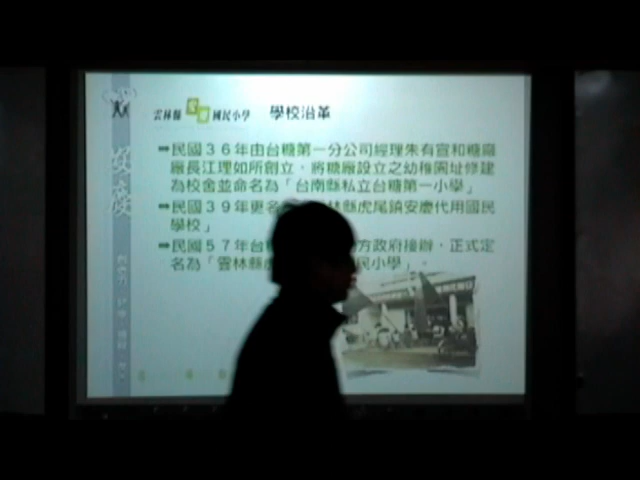 雲林縣 安慶 國民小學 學校沿革
安慶
➡民國３６年由台糖第一分公司經理朱有宣和糖廠
廠長江理如所創立，將糖廠設立之幼稚園址修建
為校舍並命名為「台南縣私立台糖第一小學」
➡民國３９年更名 林縣虎尾鎮安慶代用國民
學校」
➡民國５７年台 方政府接辦，正式定
名為「雲林縣虎 民小學」。